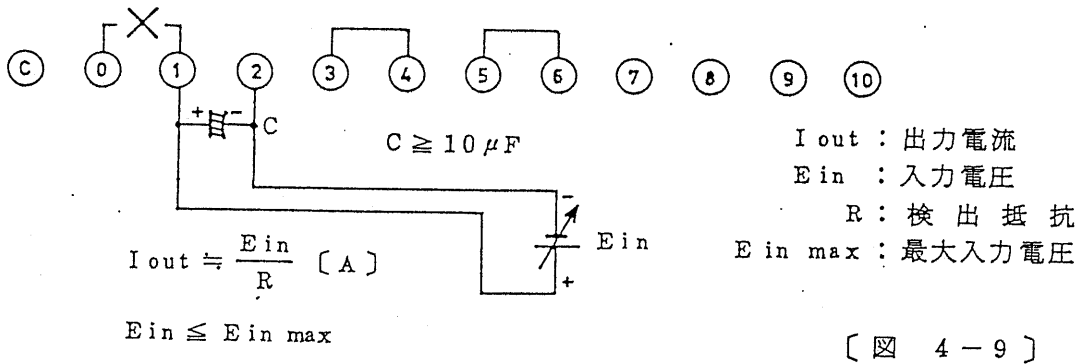 C 0 1 2 3 4 5 6 7 8 9 10
+ - C
C ≧ 10 μF
I out : 出力電流
E in : 入力電圧
R : 検出抵抗
E in max : 最大入力電圧
- E in +
I out ≒ E in / R 〔A〕
E in ≦ E in max
〔図 4-9〕